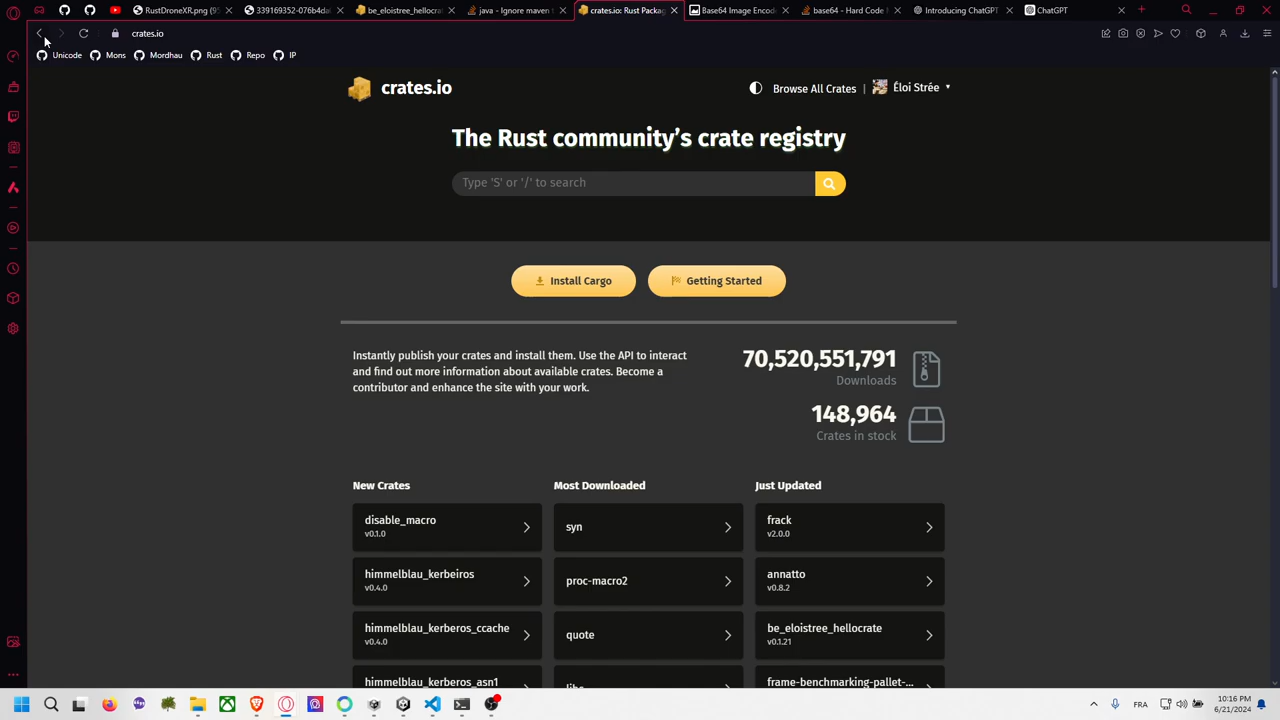 RustDroneXR.png (95
339169352-076b4dal
be_eloistree_hellocrat
java - Ignore maven t
crates.io: Rust Packag
Base64 Image Encode
base64 - Hard Code M
Introducing ChatGPT
ChatGPT
crates.io
Unicode
Mons
Mordhau
Rust
Repo
IP
crates.io
Browse All Crates
Éloi Strée
The Rust community's crate registry
Type 'S' or '/' to search
Install Cargo
Getting Started
Instantly publish your crates and install them. Use the API to interact
and find out more information about available crates. Become a
contributor and enhance the site with your work.
70,520,551,791
Downloads
148,964
Crates in stock
New Crates
Most Downloaded
Just Updated
disable_macro
v0.1.0
syn
frack
v2.0.0
himmelblau_kerbeiros
v0.4.0
proc-macro2
annatto
v0.8.2
himmelblau_kerberos_ccache
v0.4.0
quote
be_eloistree_hellocrate
v0.1.21
himmelblau_kerberos_asn1
libc
frame-benchmarking-pallet-...
FRA
10:16 PM
6/21/2024